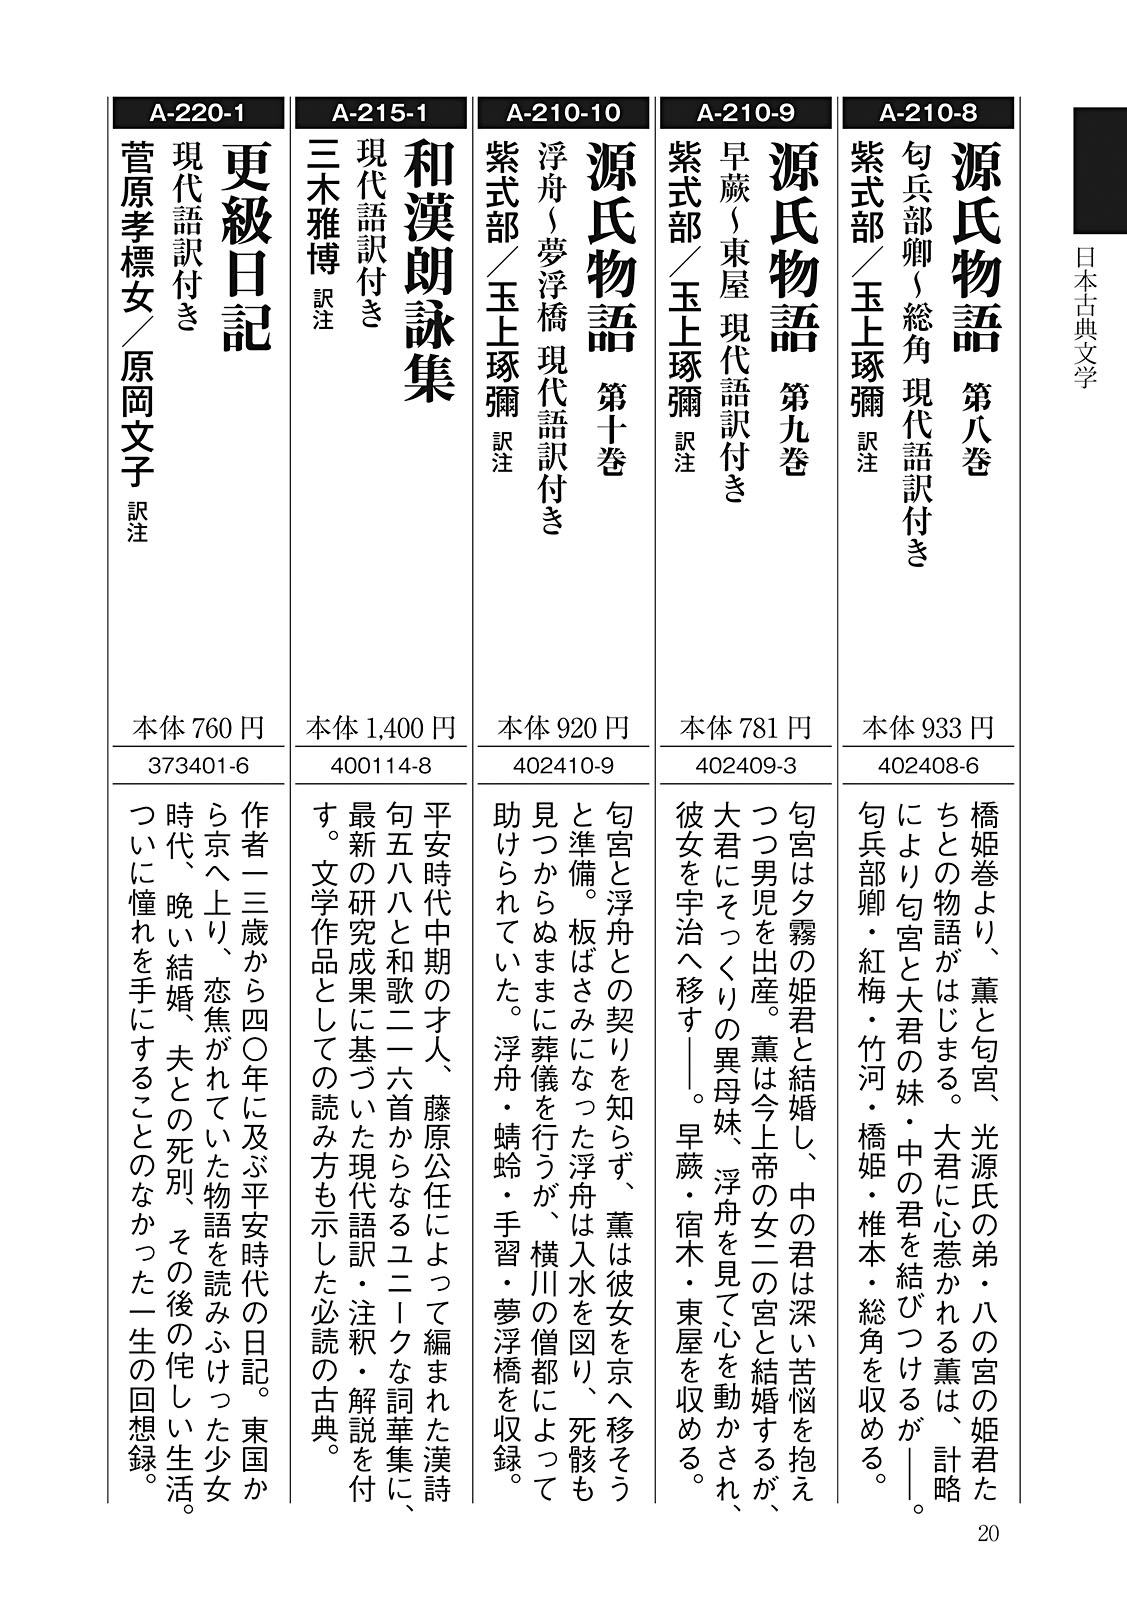 日本古典文学
A-210-8
源氏物語 第八巻
匂兵部卿〜総角 現代語訳付き
紫式部／玉上琢彌 訳注
本体 933 円
402408-6
橋姫巻より、薫と匂宮、光源氏の弟・八の宮の姫君た
ちとの物語がはじまる。大君に心惹かれる薫は、計略
により匂宮と大君の妹・中の君を結びつけるが――。
匂兵部卿・紅梅・竹河・橋姫・椎本・総角を収める。
A-210-9
源氏物語 第九巻
早蕨〜東屋 現代語訳付き
紫式部／玉上琢彌 訳注
本体 781 円
402409-3
匂宮は夕霧の姫君と結婚し、中の君は深い苦悩を抱え
つつ男児を出産。薫は今上帝の女二の宮と結婚するが、
大君にそっくりの異母妹、浮舟を見て心を動かされ、
彼女を宇治へ移す――。早蕨・宿木・東屋を収める。
A-210-10
源氏物語 第十巻
浮舟〜夢浮橋 現代語訳付き
紫式部／玉上琢彌 訳注
本体 920 円
402410-9
匂宮と浮舟との契りを知らず、薫は彼女を京へ移そう
と準備。板ばさみになった浮舟は入水を図り、死骸も
見つからぬままに葬儀を行うが、横川の僧都によって
助けられていた。浮舟・蜻蛉・手習・夢浮橋を収録。
A-215-1
和漢朗詠集
現代語訳付き
三木雅博 訳注
本体 1,400 円
400114-8
平安時代中期の才人、藤原公任によって編まれた漢詩
句五八八と和歌二一六首からなるユニークな詞華集に、
最新の研究成果に基づいた現代語訳・注釈・解説を付
す。文学作品としての読み方も示した必読の古典。
A-220-1
更級日記
現代語訳付き
菅原孝標女／原岡文子 訳注
本体 760 円
373401-6
作者一三歳から四〇年に及ぶ平安時代の日記。東国か
ら京へ上り、恋焦がれていた物語を読みふけった少女
時代、晩い結婚、夫との死別、その後の侘しい生活。
ついに憧れを手にすることのなかった一生の回想録。
20